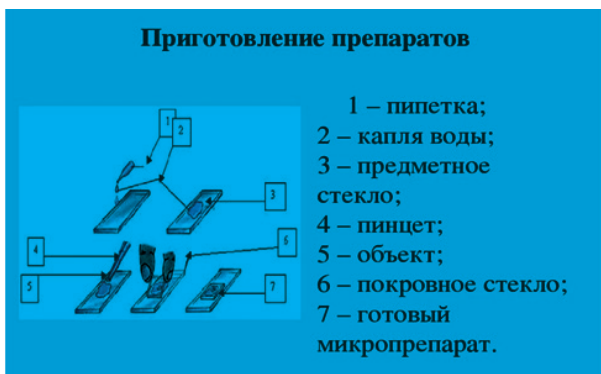 Приготовление препаратов
1
2
3
4
5
6
7
1 – пипетка;
2 – капля воды;
3 – предметное
стекло;
4 – пинцет;
5 – объект;
6 – покровное стекло;
7 – готовый
микропрепарат.